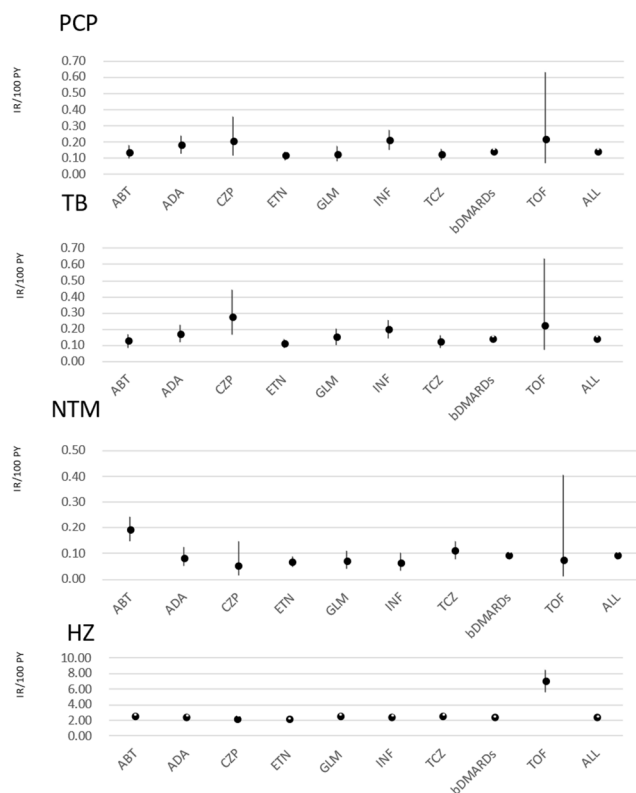 PCP
IR/100 PY
0.70
0.60
0.50
0.40
0.30
0.20
0.10
0.00
ABT
ADA
CZP
ETN
GLM
INF
TCZ
bDMARDs
TOF
ALL
TB
IR/100 PY
0.70
0.60
0.50
0.40
0.30
0.20
0.10
0.00
ABT
ADA
CZP
ETN
GLM
INF
TCZ
bDMARDs
TOF
ALL
NTM
IR/100 PY
0.50
0.40
0.30
0.20
0.10
0.00
ABT
ADA
CZP
ETN
GLM
INF
TCZ
bDMARDs
TOF
ALL
HZ
IR/100 PY
10.00
8.00
6.00
4.00
2.00
0.00
ABT
ADA
CZP
ETN
GLM
INF
TCZ
bDMARDs
TOF
ALL